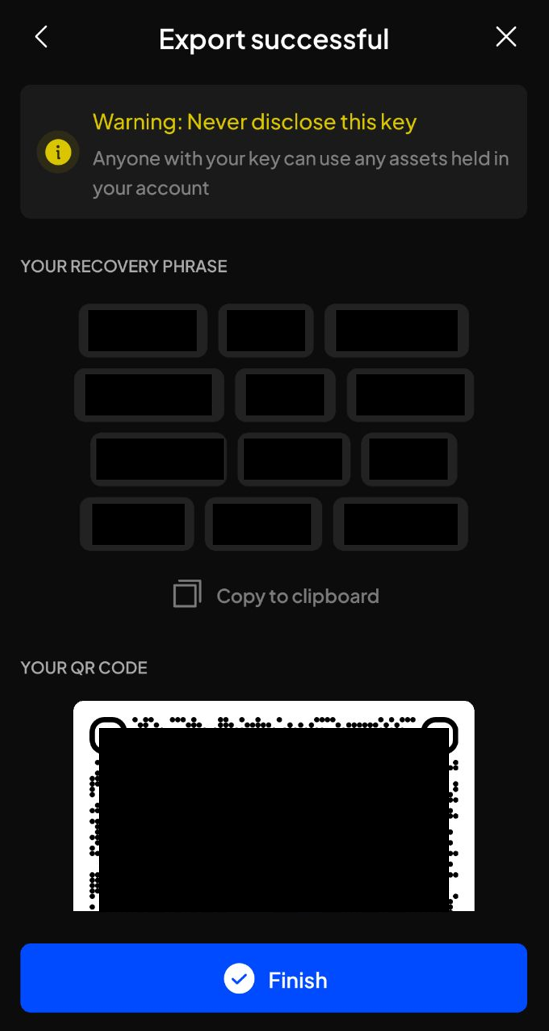 Export successful
Warning: Never disclose this key
Anyone with your key can use any assets held in
your account
YOUR RECOVERY PHRASE
Copy to clipboard
YOUR QR CODE
Finish